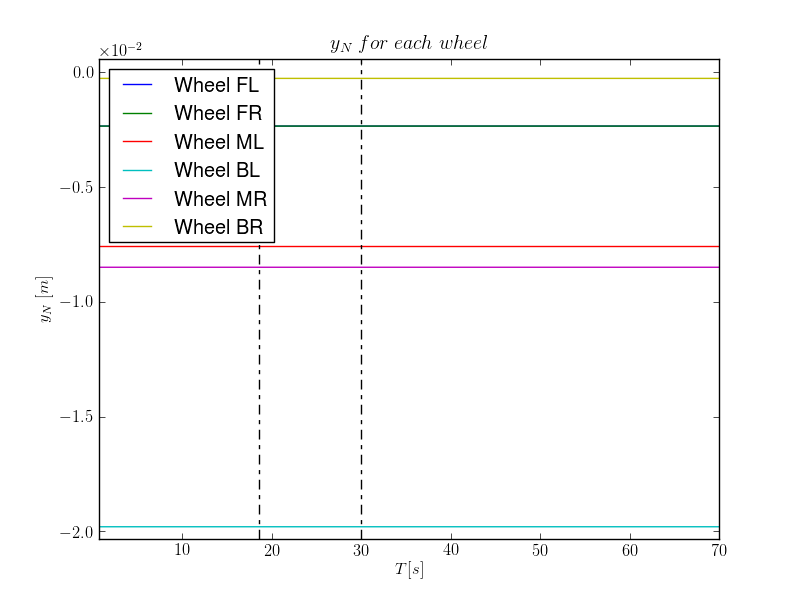 ×10⁻²
y_N for each wheel
0.0
−0.5
−1.0
−1.5
−2.0
y_N [m]
Wheel FL
Wheel FR
Wheel ML
Wheel BL
Wheel MR
Wheel BR
10 20 30 40 50 60 70
T[s]